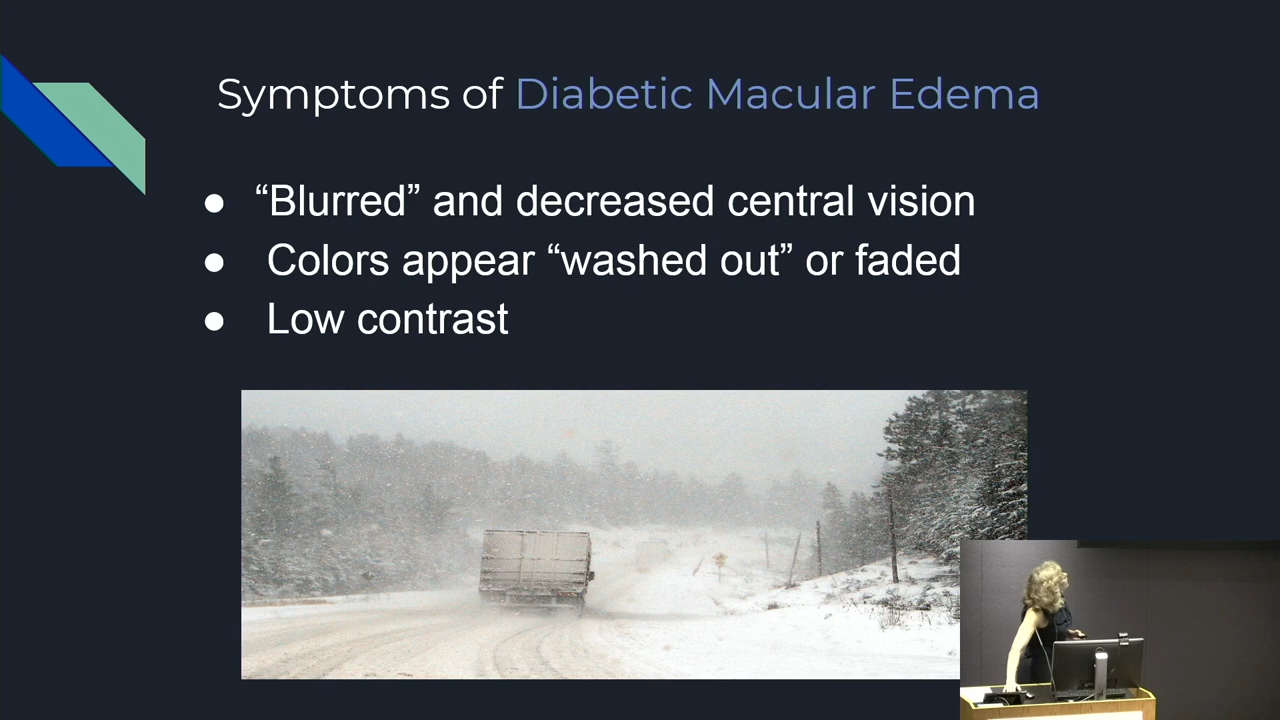 Symptoms of Diabetic Macular Edema
● “Blurred” and decreased central vision
● Colors appear “washed out” or faded
● Low contrast